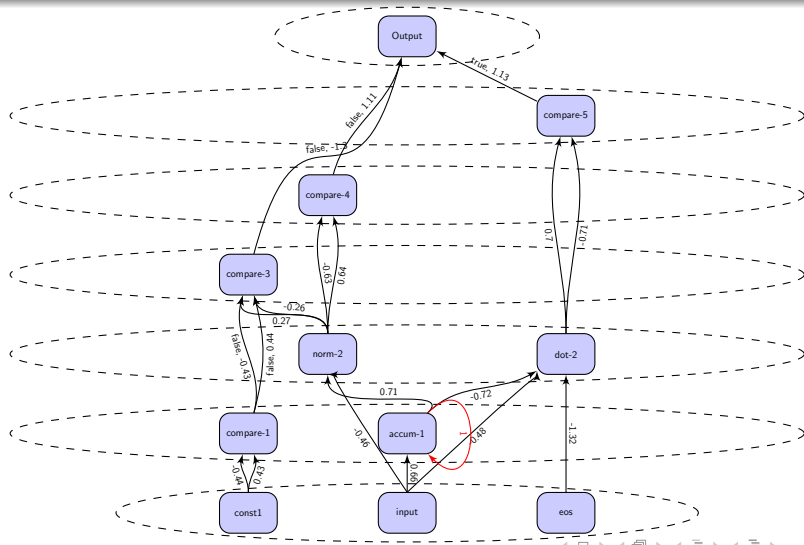 Output
true, 1.13
compare-5
false, 1.11
false, -1.3
compare-4
0.7
-0.71
compare-3
-0.63
0.64
-0.26
0.27
false, -0.43
false, 0.44
norm-2
dot-2
0.71
-0.72
compare-1
accum-1
1
-0.46
0.48
-1.32
-0.44
0.43
0.66
const1
input
eos